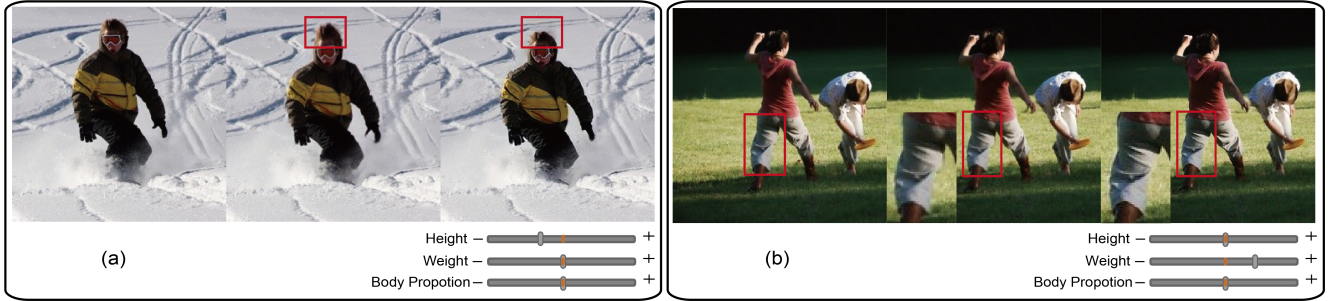 (a)
Height − +
Weight − +
Body Propotion − +
(b)
Height − +
Weight − +
Body Propotion − +